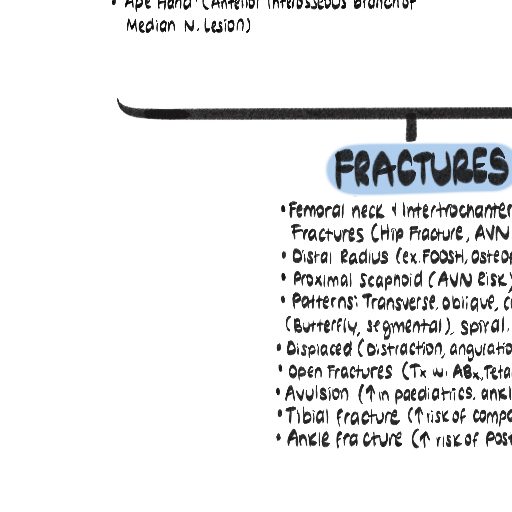 • Ape Hand (Anterior Interosseous Branch of
Median N. Lesion)
FRACTURES
• Femoral neck & Intertrochanter
Fractures (Hip Fracture, AVN
• Distal Radius (ex. FOOSH, osteop
• Proximal Scaphoid (AVN Risk)
• Patterns: Transverse, oblique, c
(Butterfly, segmental), spiral,
• Displaced (Distraction, angulatio
• Open Fractures (Tx w/ ABx, Teta
• Avulsion (↑ in paediatrics, ankl
• Tibial fracture (↑ risk of compa
• Ankle fracture (↑ risk of Post